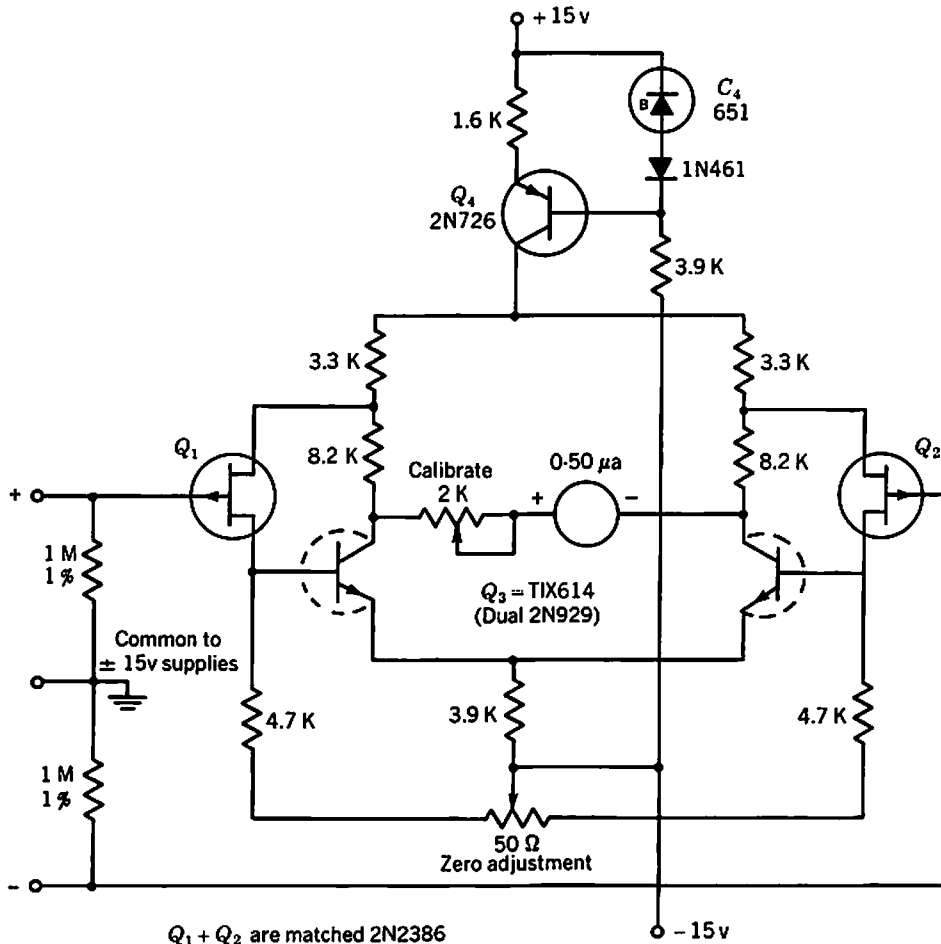 + 15 v
C4
651
B
1.6 K
1N461
Q4
2N726
3.9 K
3.3 K
3.3 K
Q1
8.2 K
Calibrate
2 K
0-50 μa
8.2 K
Q2
+
+
-
1 M
1 %
Q3 = TIX614
(Dual 2N929)
Common to
± 15v supplies
4.7 K
3.9 K
4.7 K
1 M
1 %
50 Ω
Zero adjustment
-
Q1 + Q2 are matched 2N2386
- 15v